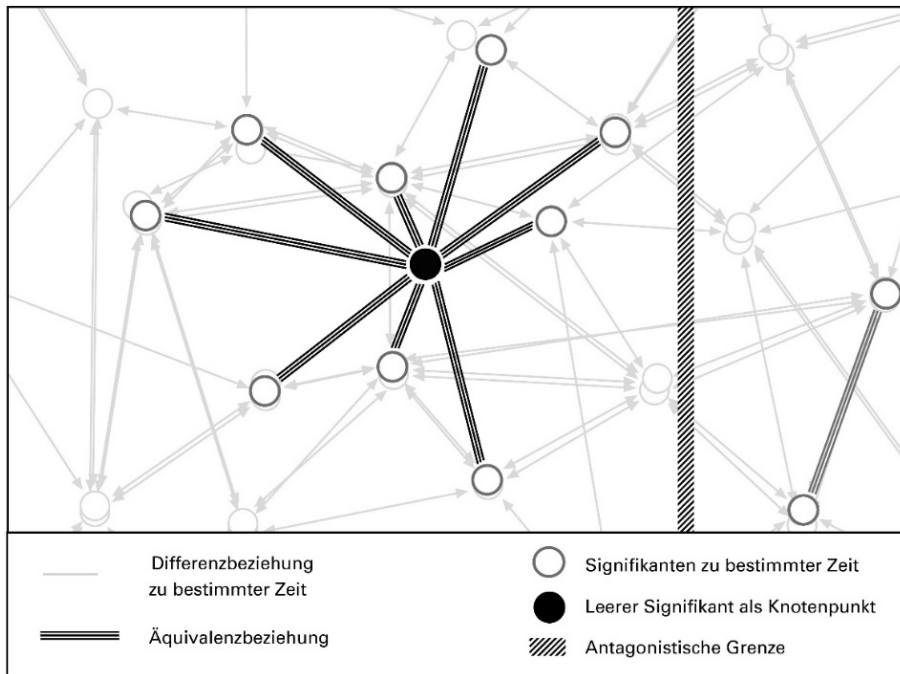 Differenzbeziehung
zu bestimmter Zeit
Äquivalenzbeziehung
Signifikanten zu bestimmter Zeit
Leerer Signifikant als Knotenpunkt
Antagonistische Grenze